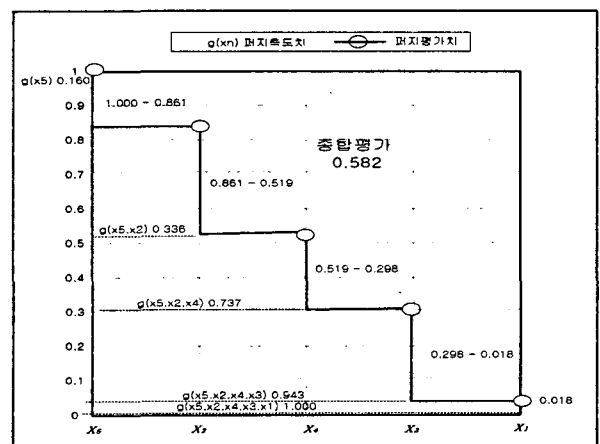 g(xn) 퍼지측도치 퍼지평가치
1
g(x5) 0.160
0.9
1.000 - 0.861
0.8
종합평가
0.582
0.7
0.861 - 0.519
0.6
g(x5,x2) 0.336
0.5
0.519 - 0.298
0.4
g(x5,x2,x4) 0.737
0.3
0.2
0.298 - 0.018
0.1
g(x5,x2,x4,x3) 0.943
0.018
g(x5,x2,x4,x3,x1) 1.000
0
X5 X2 X4 X3 X1